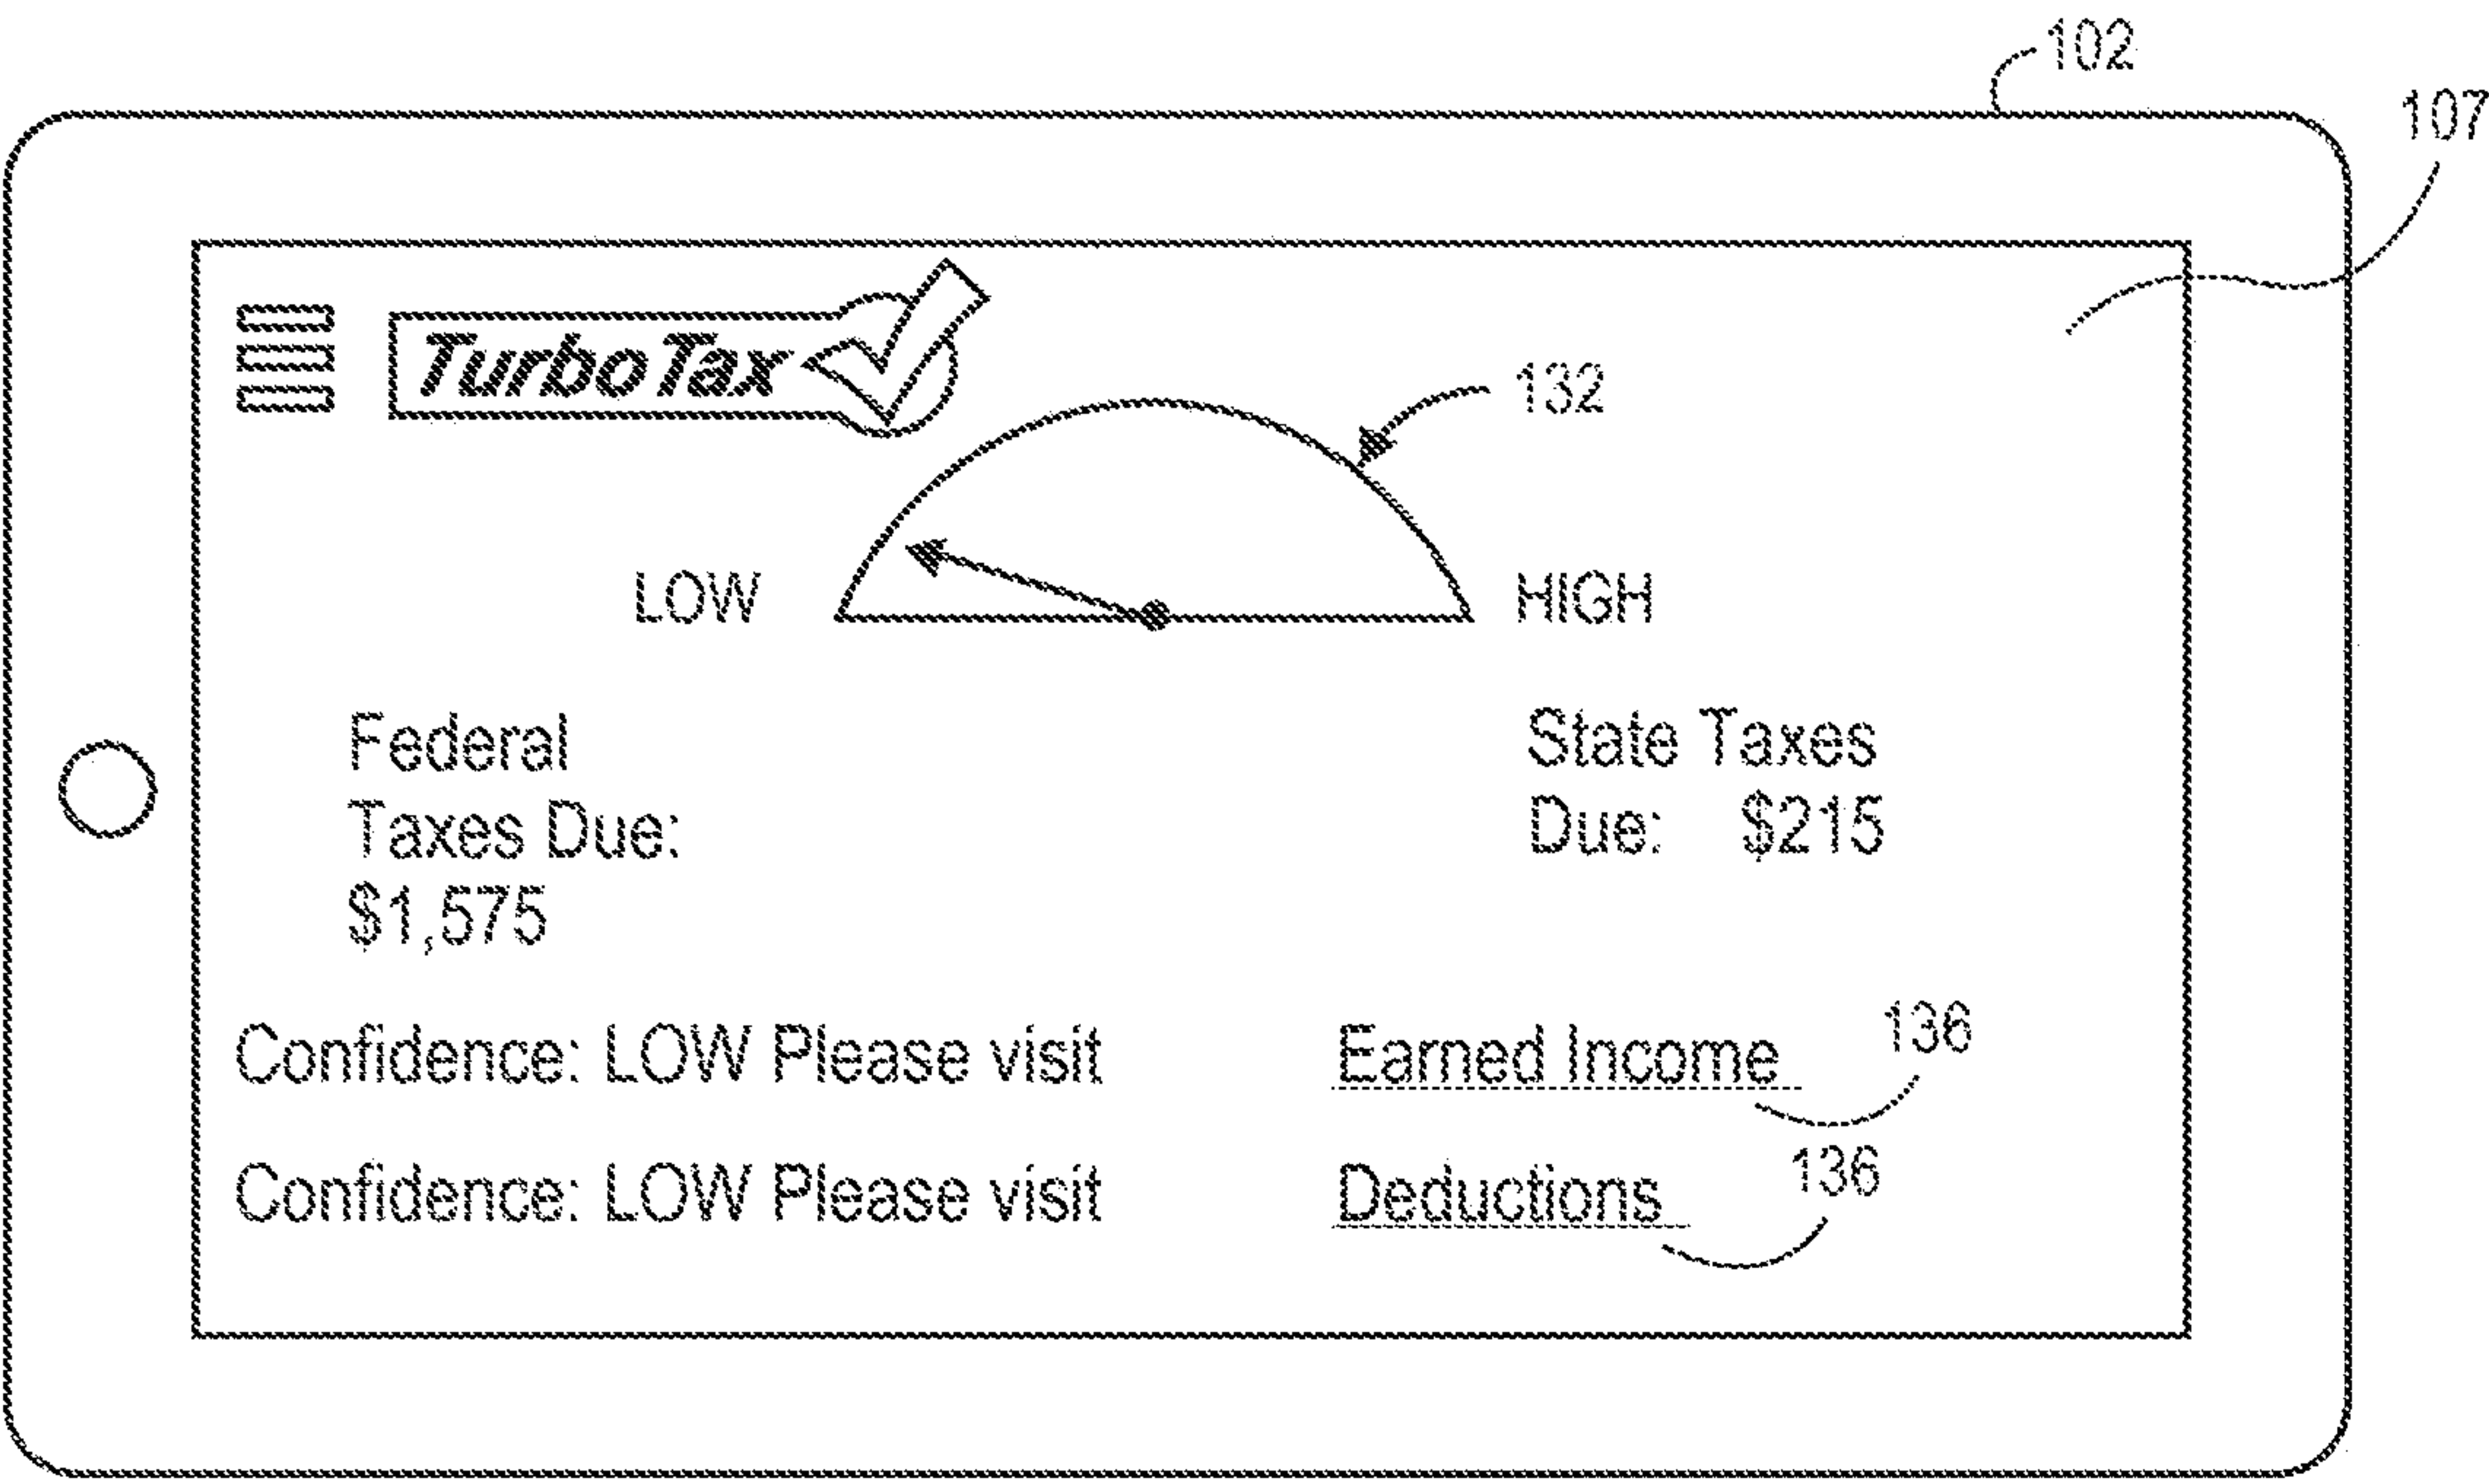 102
107
TurboTax
132
LOW HIGH
Federal
Taxes Due:
$1,575
State Taxes
Due: $215
Confidence: LOW Please visit Earned Income 136
Confidence: LOW Please visit Deductions 136